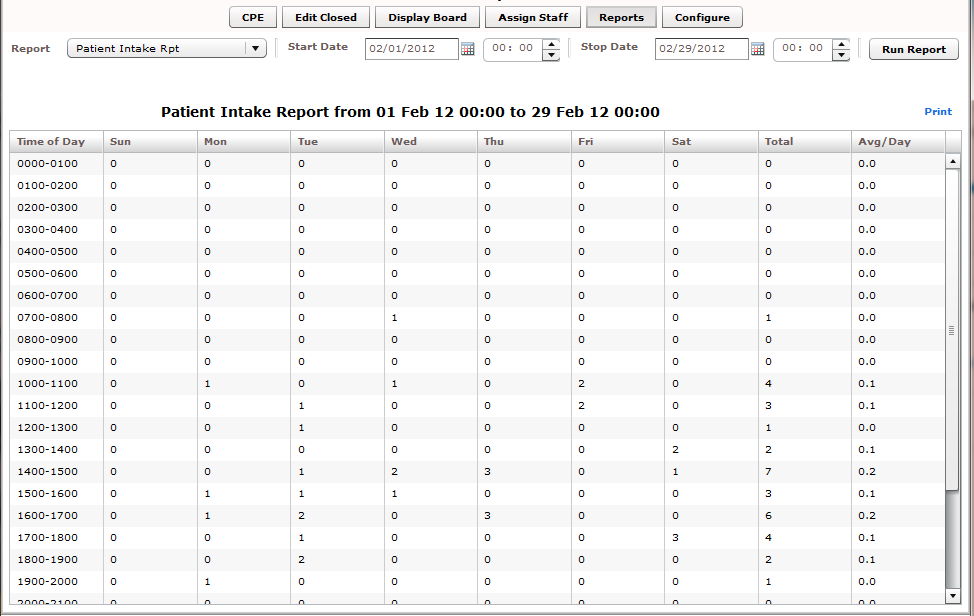 CPE Edit Closed Display Board Assign Staff Reports Configure
Report Patient Intake Rpt Start Date 02/01/2012 00: 00 Stop Date 02/29/2012 00: 00 Run Report
Patient Intake Report from 01 Feb 12 00:00 to 29 Feb 12 00:00 Print
Time of Day Sun Mon Tue Wed Thu Fri Sat Total Avg/Day
0000-0100 0 0 0 0 0 0 0 0 0.0
0100-0200 0 0 0 0 0 0 0 0 0.0
0200-0300 0 0 0 0 0 0 0 0 0.0
0300-0400 0 0 0 0 0 0 0 0 0.0
0400-0500 0 0 0 0 0 0 0 0 0.0
0500-0600 0 0 0 0 0 0 0 0 0.0
0600-0700 0 0 0 0 0 0 0 0 0.0
0700-0800 0 0 0 1 0 0 0 1 0.0
0800-0900 0 0 0 0 0 0 0 0 0.0
0900-1000 0 0 0 0 0 0 0 0 0.0
1000-1100 0 1 0 1 0 2 0 4 0.1
1100-1200 0 0 1 0 0 2 0 3 0.1
1200-1300 0 0 1 0 0 0 0 1 0.0
1300-1400 0 0 0 0 0 0 2 2 0.1
1400-1500 0 0 1 2 3 0 1 7 0.2
1500-1600 0 1 1 1 0 0 0 3 0.1
1600-1700 0 1 2 0 3 0 0 6 0.2
1700-1800 0 0 1 0 0 0 3 4 0.1
1800-1900 0 0 2 0 0 0 0 2 0.1
1900-2000 0 1 0 0 0 0 0 1 0.0
2000-2100 0 0 0 0 0 0 0 0 0.0